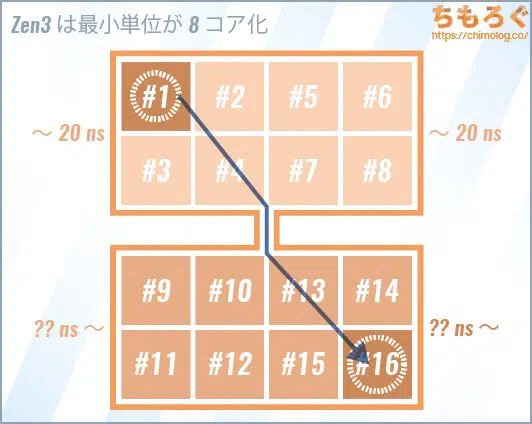 Zen3 は最小単位が 8 コア化
ちもろぐ
https://chimolog.co/
#1 #2 #5 #6
～ 20 ns ～ 20 ns
#3 #4 #7 #8
#9 #10 #13 #14
?? ns ～ ?? ns ～
#11 #12 #15 #16